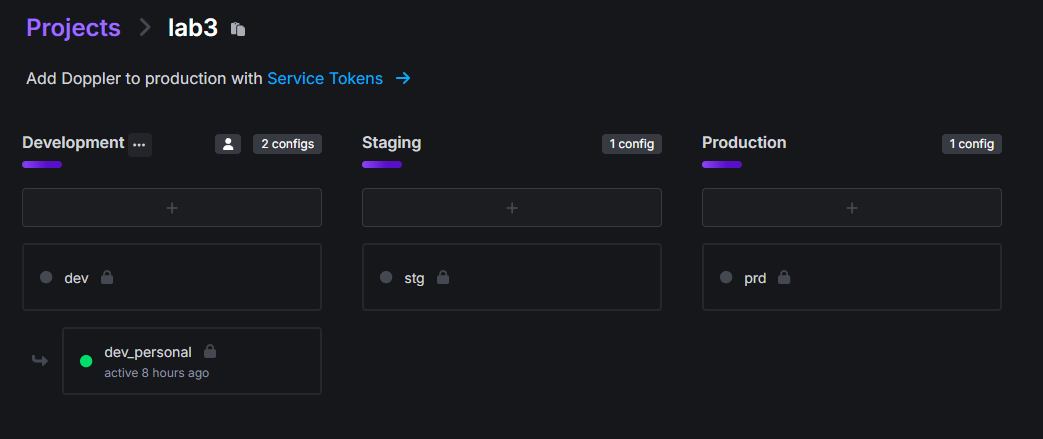 Projects > lab3
Add Doppler to production with Service Tokens →
Development ... 2 configs
Staging 1 config
Production 1 config
+
+
+
dev
stg
prd
dev_personal
active 8 hours ago